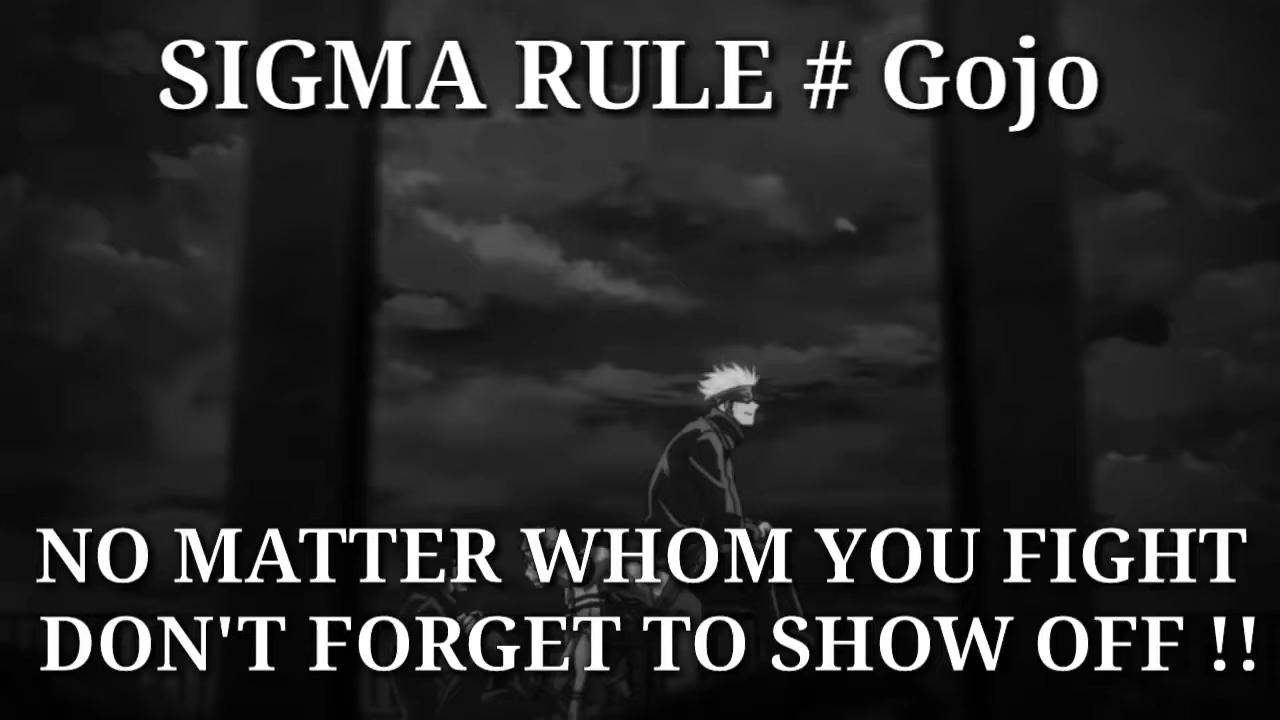 SIGMA RULE # Gojo
NO MATTER WHOM YOU FIGHT
DON'T FORGET TO SHOW OFF !!